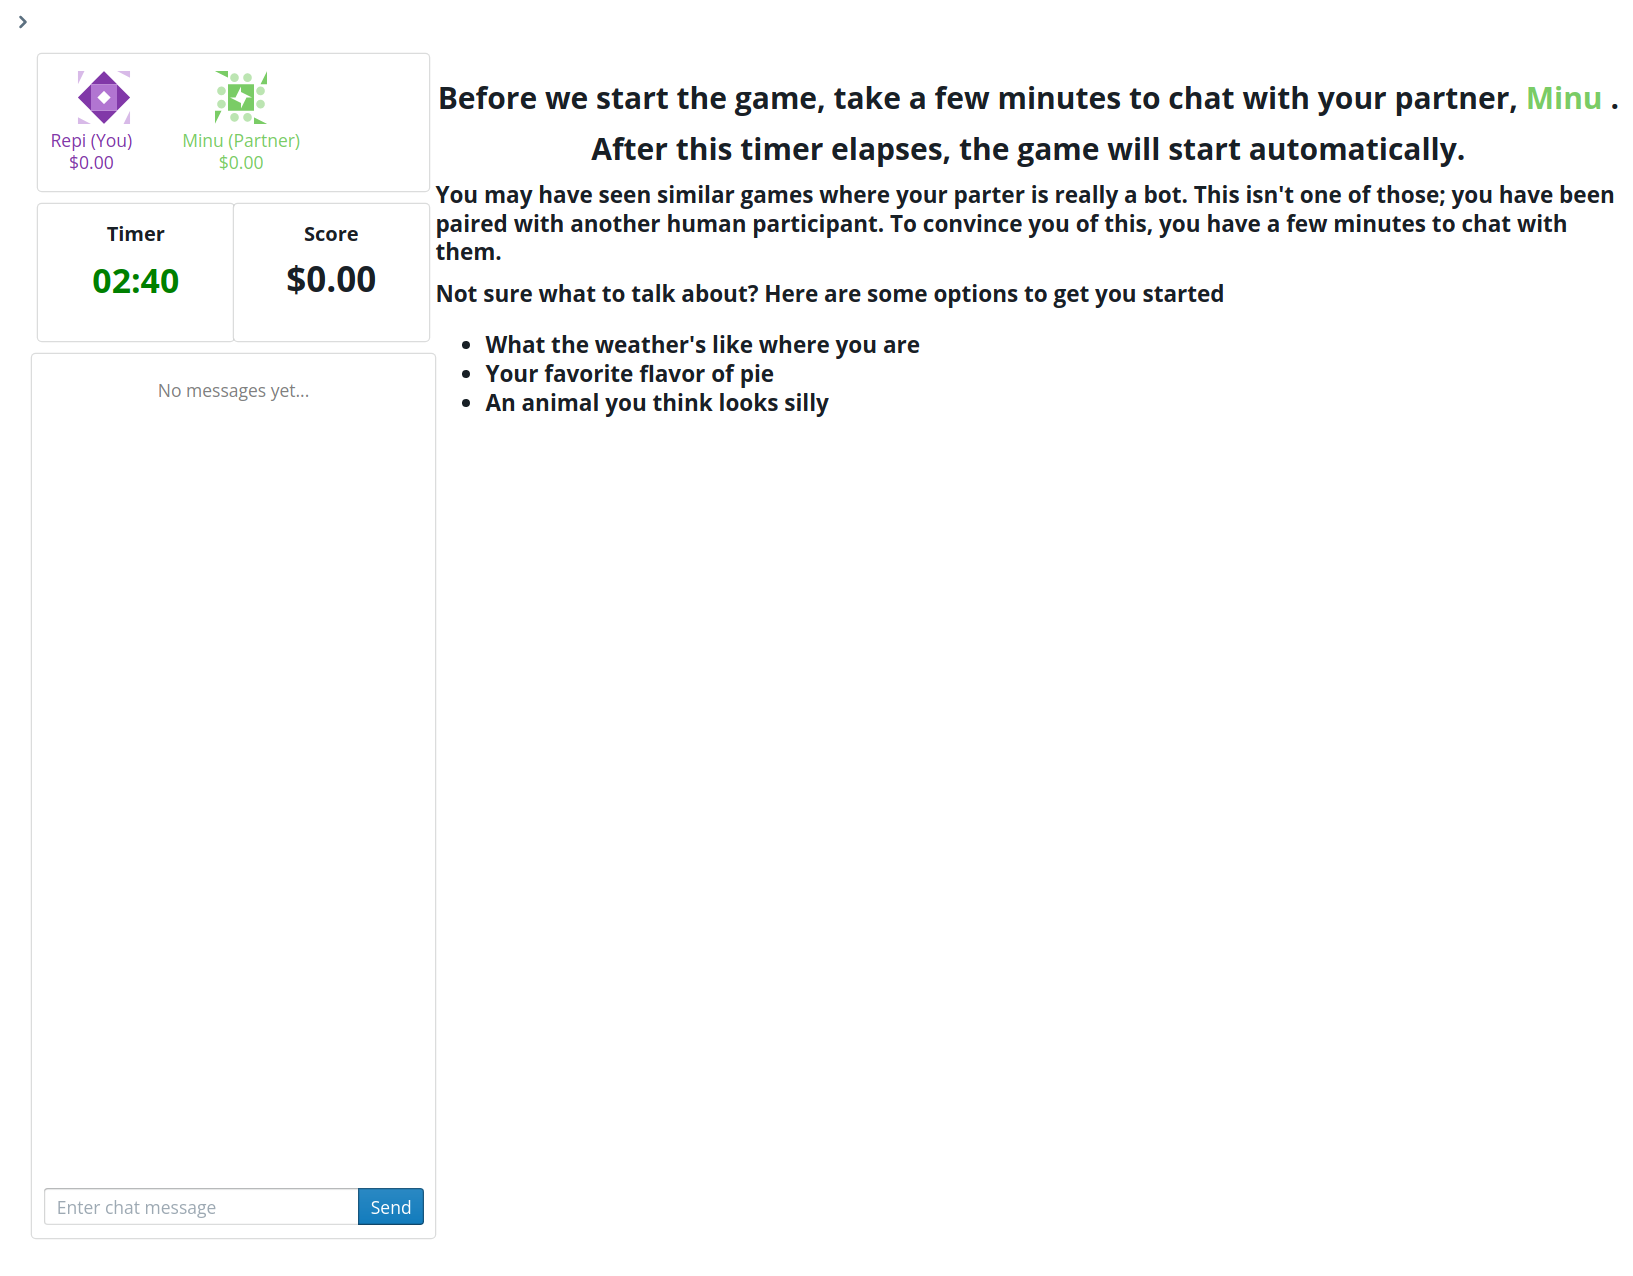 Repi (You)
$0.00
Minu (Partner)
$0.00
Timer
02:40
Score
$0.00
No messages yet...
Enter chat message
Send
Before we start the game, take a few minutes to chat with your partner, Minu .
After this timer elapses, the game will start automatically.
You may have seen similar games where your parter is really a bot. This isn't one of those; you have been
paired with another human participant. To convince you of this, you have a few minutes to chat with
them.
Not sure what to talk about? Here are some options to get you started
• What the weather's like where you are
• Your favorite flavor of pie
• An animal you think looks silly